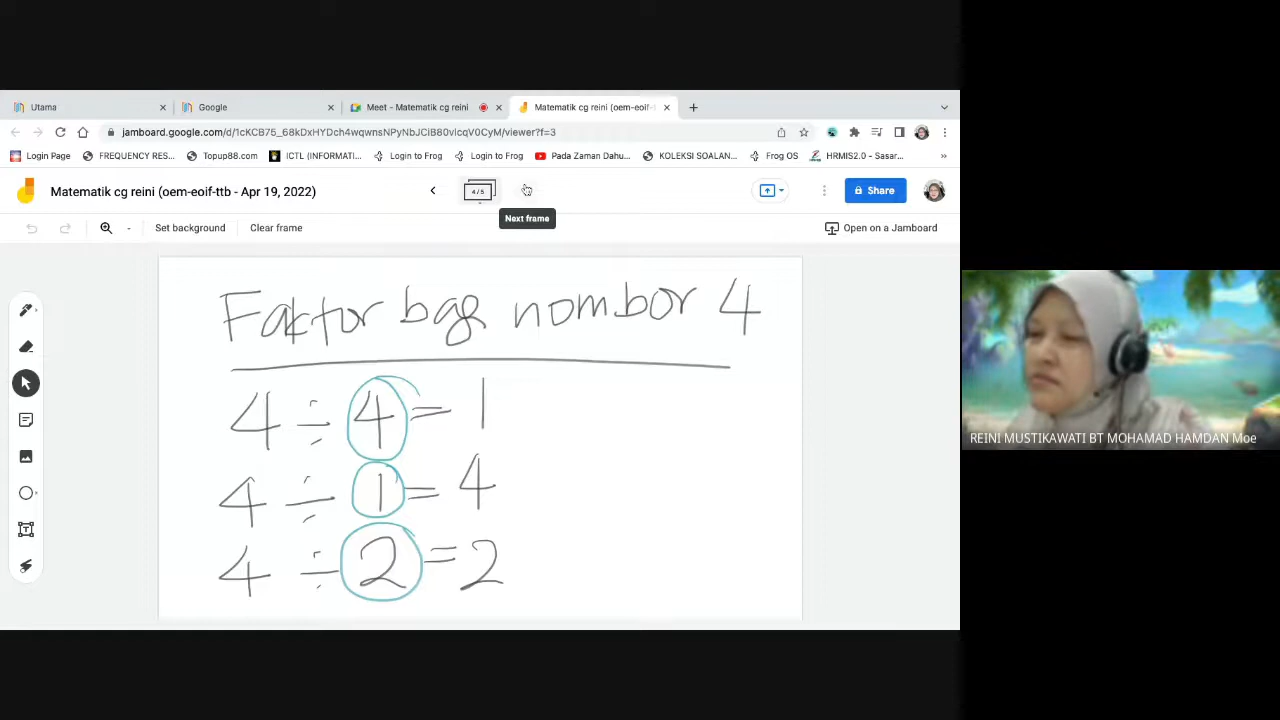 Utama
Google
Meet - Matematik cg reini
Matematik cg reini (oem-eoif-t
jamboard.google.com/d/1cKCB75_68kDxHYDch4wqwnsNPyNbJCiB80vIcqV0CyM/viewer?f=3
Login Page
FREQUENCY RES...
Topup88.com
ICTL (INFORMATI...
Login to Frog
Login to Frog
Pada Zaman Dahu...
KOLEKSI SOALAN...
Frog OS
HRMIS2.0 - Sasar...
Matematik cg reini (oem-eoif-ttb - Apr 19, 2022)
4/5
Share
Next frame
Set background
Clear frame
Open on a Jamboard
Faktor bagi nombor 4
4 ÷ 4 = 1
4 ÷ 1 = 4
4 ÷ 2 = 2
REINI MUSTIKAWATI BT MOHAMAD HAMDAN Moe